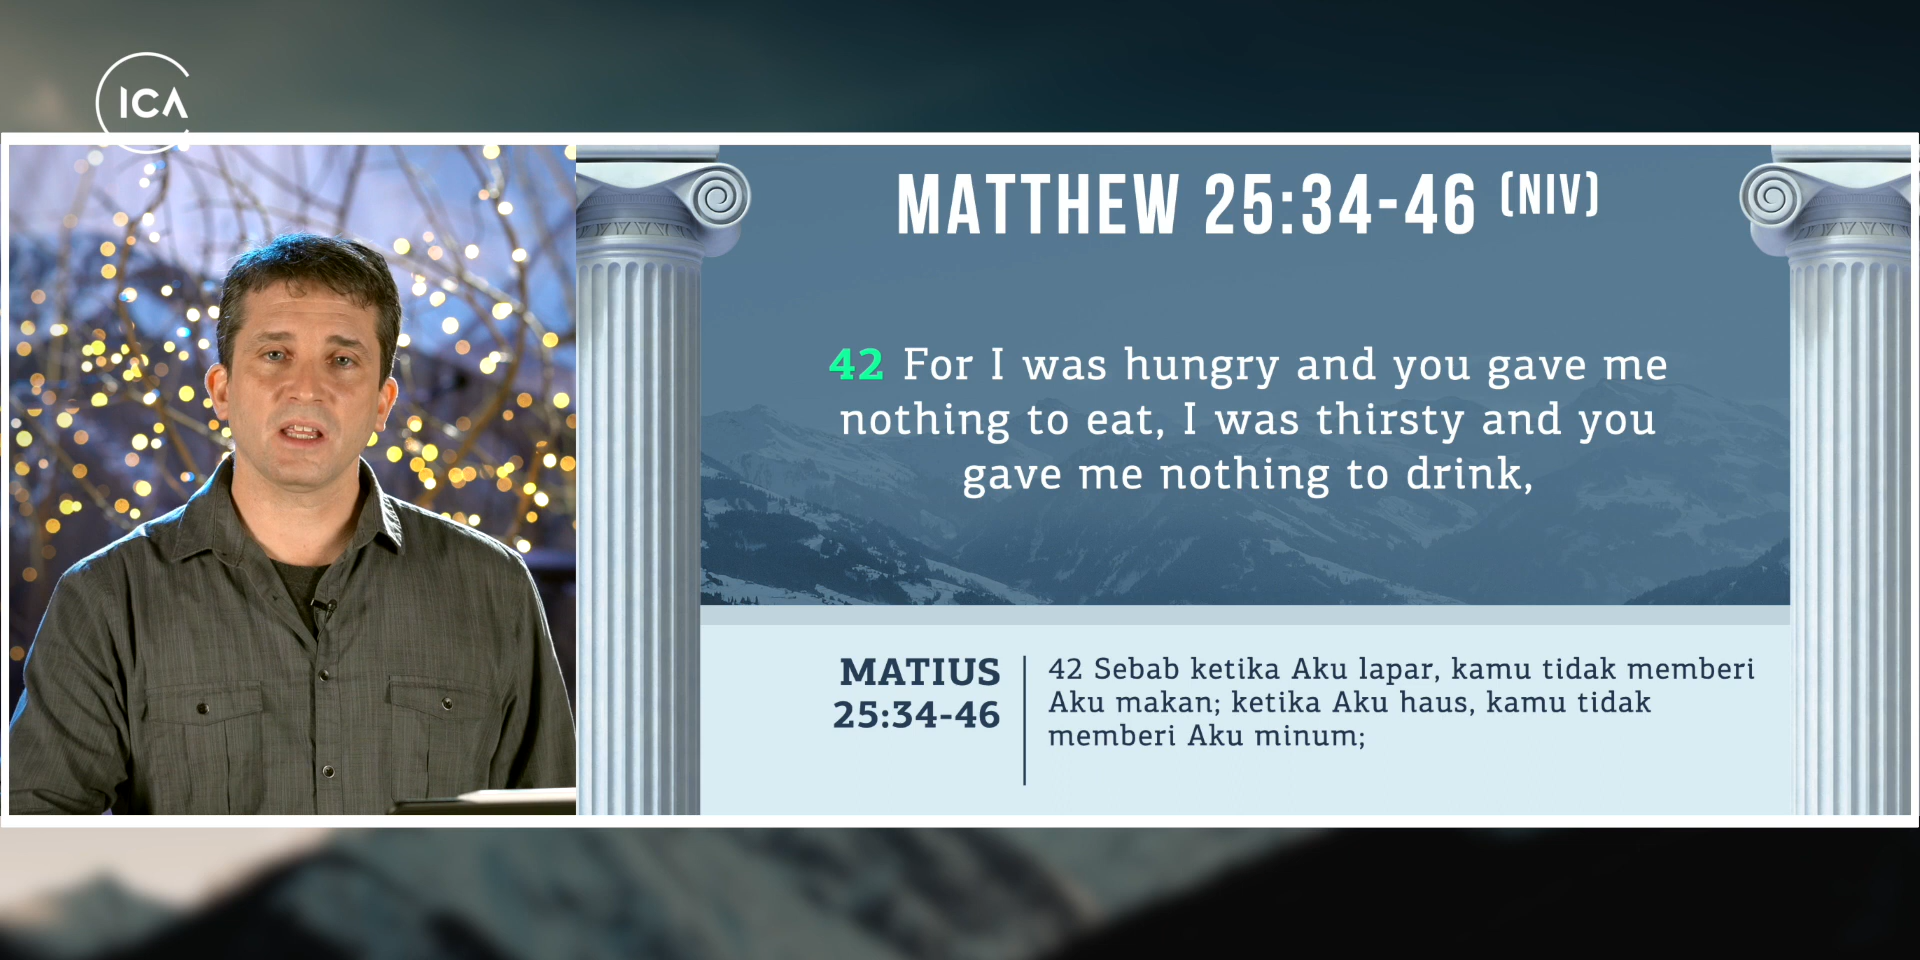 ICA
MATTHEW 25:34-46 (NIV)
42 For I was hungry and you gave me
nothing to eat, I was thirsty and you
gave me nothing to drink,
MATIUS
25:34-46
42 Sebab ketika Aku lapar, kamu tidak memberi
Aku makan; ketika Aku haus, kamu tidak
memberi Aku minum;